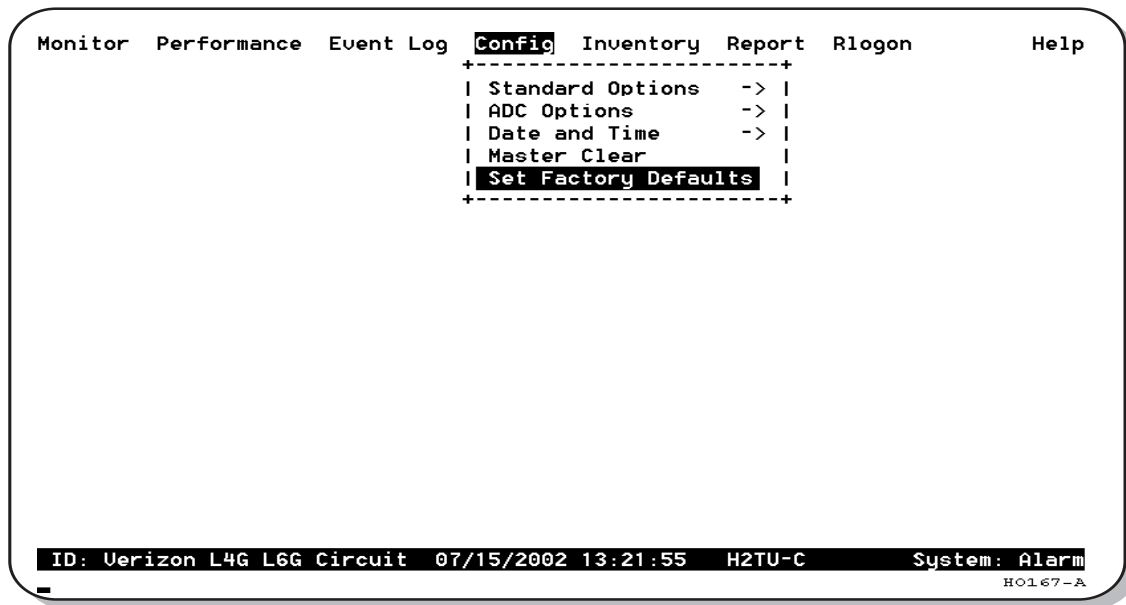 Monitor  Performance  Event Log  Config  Inventory  Report  Rlogon  Help
+-----------------------+
| Standard Options   -> |
| ADC Options        -> |
| Date and Time      -> |
| Master Clear          |
| Set Factory Defaults  |
+-----------------------+
ID: Verizon L4G L6G Circuit  07/15/2002 13:21:55  H2TU-C  System: Alarm
HO167-A